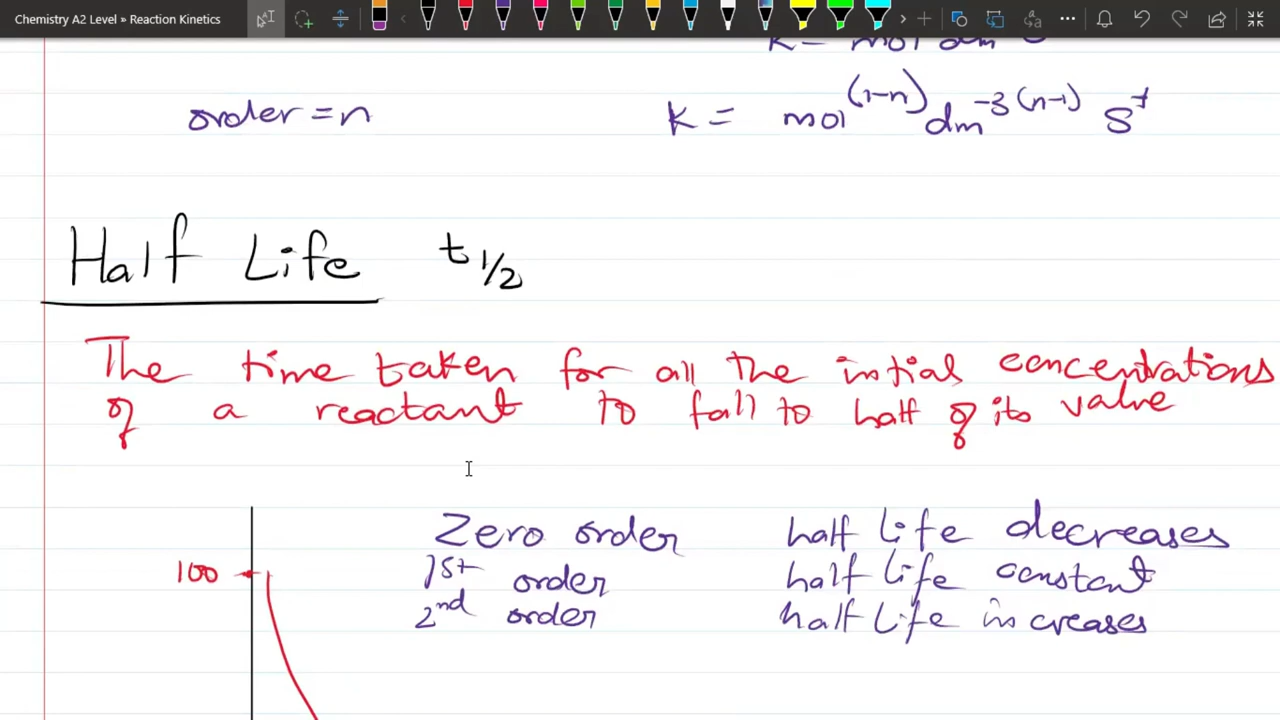 Chemistry A2 Level » Reaction Kinetics
order = n
K = mol^(1-n) dm^-3(n-1) s^-1
Half Life t 1/2
The time taken for all the initial concentrations
of a reactant to fall to half of its value
Zero order half life decreases
100
1st order half life constant
2nd order half life increases